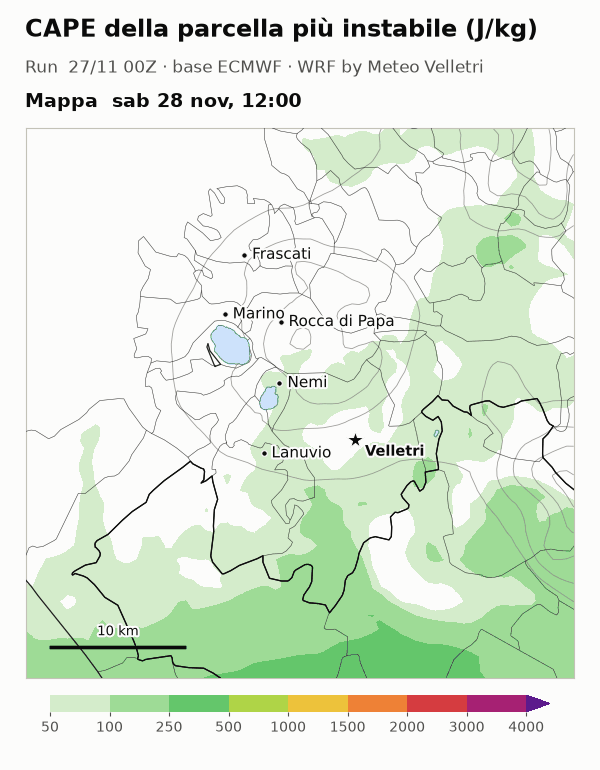 CAPE della parcella più instabile (J/kg)
Run  27/11 00Z · base ECMWF · WRF by Meteo Velletri
Mappa  sab 28 nov, 12:00
Frascati
Marino
Rocca di Papa
Nemi
Velletri
Lanuvio
10 km
50 100 250 500 1000 1500 2000 3000 4000